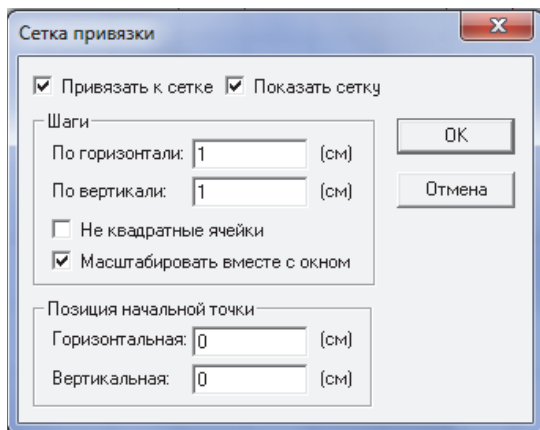 Сетка привязки
Привязать к сетке Показать сетку
Шаги
По горизонтали: 1 (см)
По вертикали: 1 (см)
Не квадратные ячейки
Масштабировать вместе с окном
OK
Отмена
Позиция начальной точки
Горизонтальная: 0 (см)
Вертикальная: 0 (см)